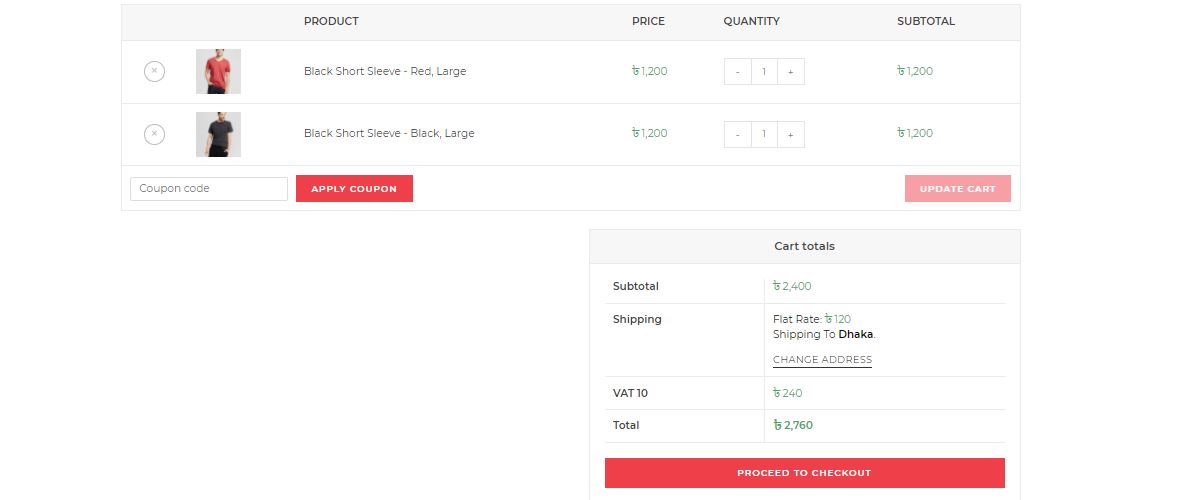 PRODUCT PRICE QUANTITY SUBTOTAL
× Black Short Sleeve - Red, Large ৳ 1,200 - 1 + ৳ 1,200
× Black Short Sleeve - Black, Large ৳ 1,200 - 1 + ৳ 1,200
Coupon code APPLY COUPON UPDATE CART
Cart totals
Subtotal ৳ 2,400
Shipping Flat Rate: ৳ 120
Shipping To Dhaka.
CHANGE ADDRESS
VAT 10 ৳ 240
Total ৳ 2,760
PROCEED TO CHECKOUT